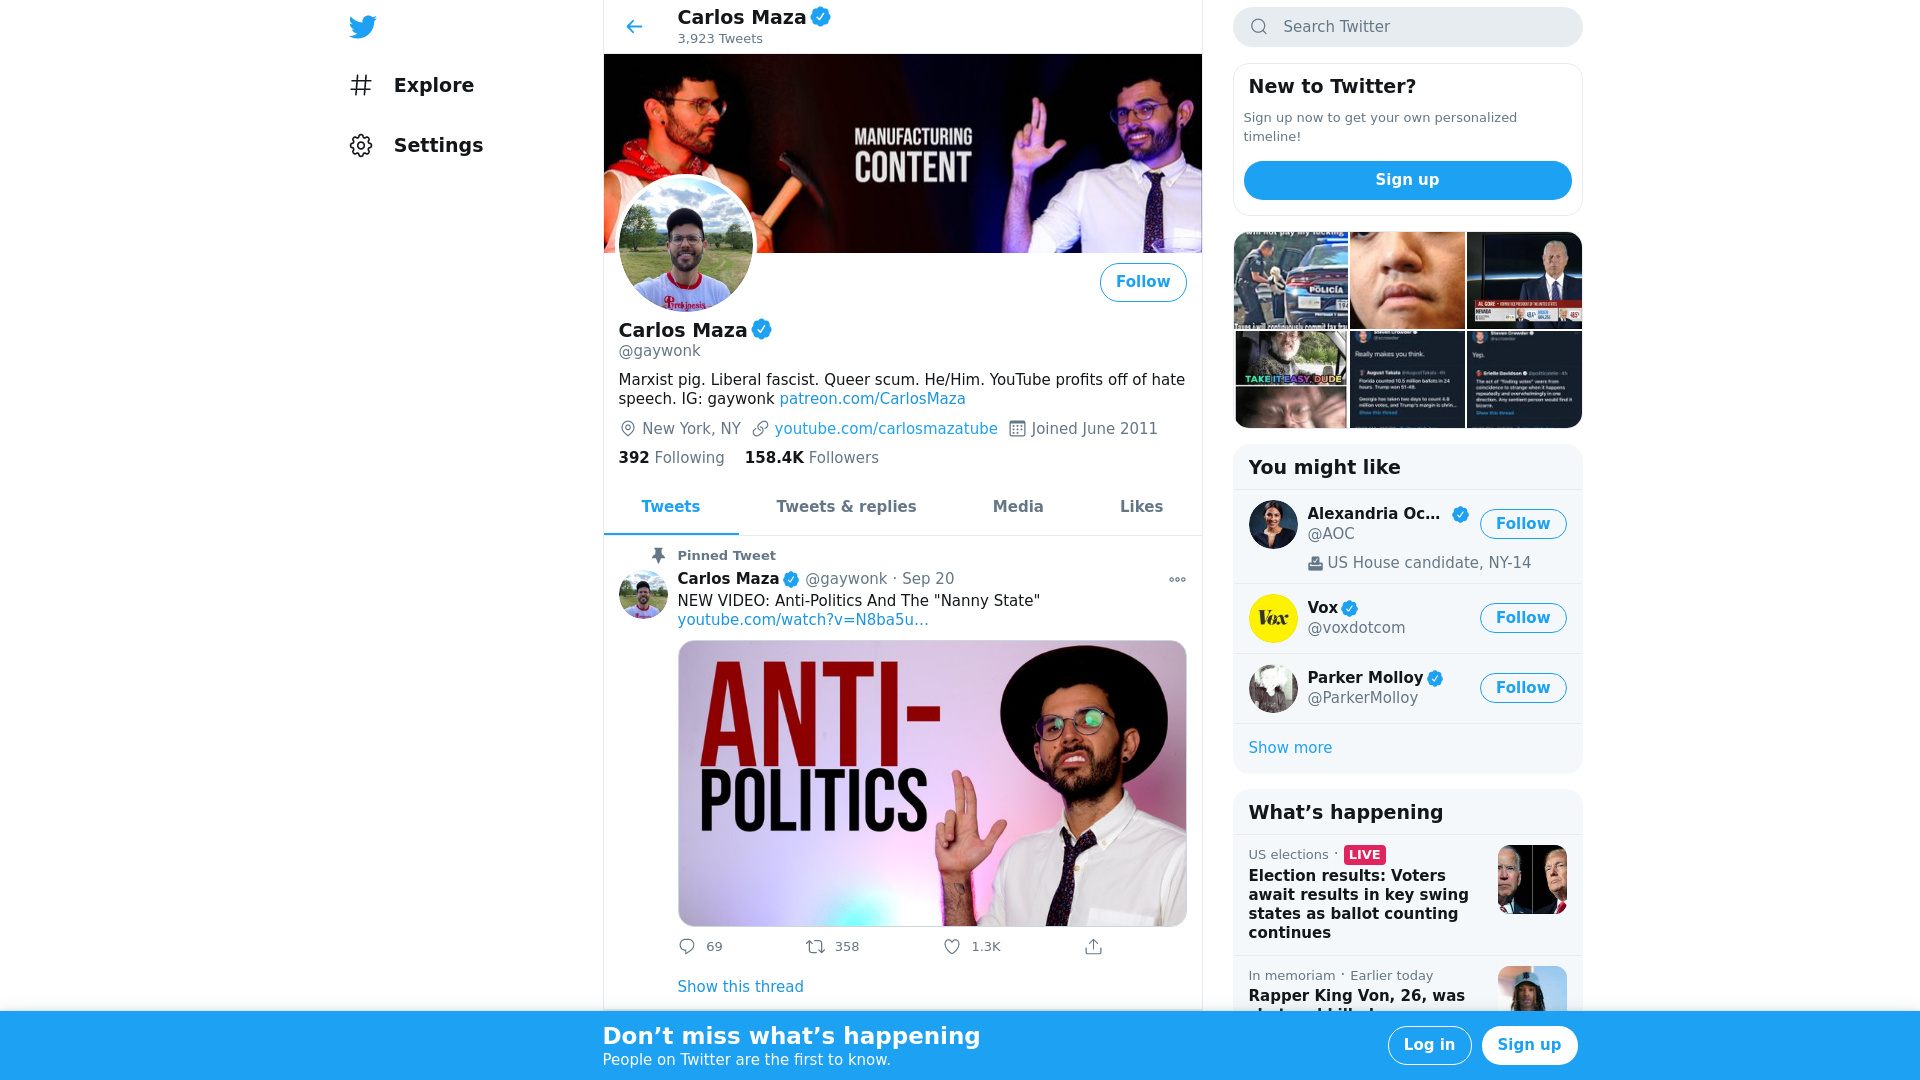 Explore
Settings
Carlos Maza
3,923 Tweets
MANUFACTURING
CONTENT
Follow
Carlos Maza
@gaywonk
Marxist pig. Liberal fascist. Queer scum. He/Him. YouTube profits off of hate
speech. IG: gaywonk patreon.com/CarlosMaza
New York, NY youtube.com/carlosmazatube Joined June 2011
392 Following 158.4K Followers
Tweets Tweets & replies Media Likes
Pinned Tweet
Carlos Maza @gaywonk · Sep 20
NEW VIDEO: Anti-Politics And The "Nanny State"
youtube.com/watch?v=N8ba5u…
ANTI-
POLITICS
69 358 1.3K
Show this thread
Search Twitter
New to Twitter?
Sign up now to get your own personalized
timeline!
Sign up
POLICÍA
TAKE IT EASY, DUDE
Really makes you think.
Yep.
You might like
Alexandria Oc…
@AOC
Follow
US House candidate, NY-14
Vox
@voxdotcom
Follow
Parker Molloy
@ParkerMolloy
Follow
Show more
What’s happening
US elections · LIVE
Election results: Voters
await results in key swing
states as ballot counting
continues
In memoriam · Earlier today
Rapper King Von, 26, was
Don’t miss what’s happening
People on Twitter are the first to know.
Log in
Sign up